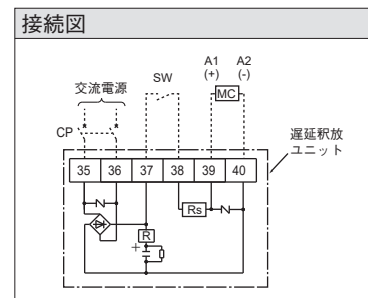 接続図
A1 A2
(+) (-)
SW
MC
交流電源
CP
遅延釈放
ユニット
35 36 37 38 39 40
N
Rs
N
R
+